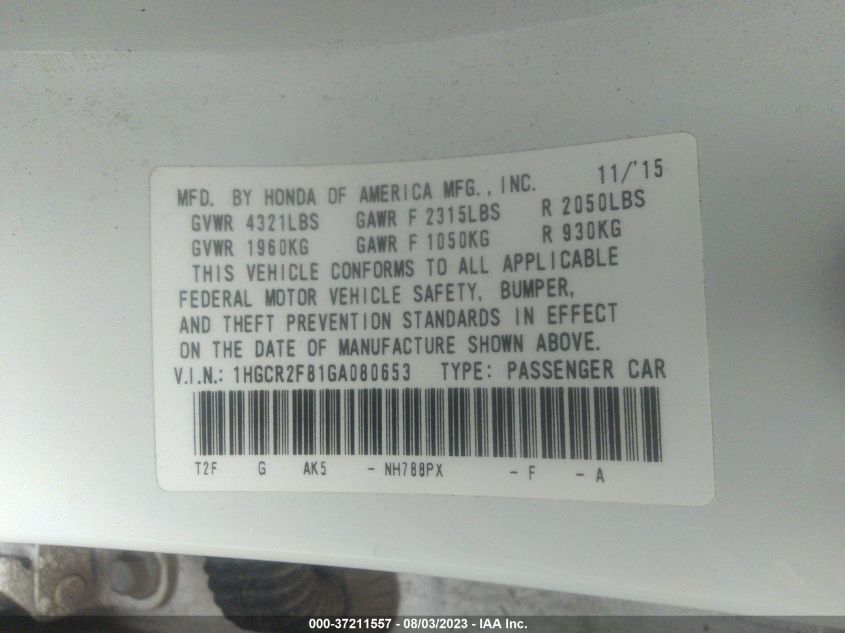 MFD. BY HONDA OF AMERICA MFG., INC. 11/'15
GVWR 4321LBS GAWR F 2315LBS R 2050LBS
GVWR 1960KG GAWR F 1050KG R 930KG
THIS VEHICLE CONFORMS TO ALL APPLICABLE
FEDERAL MOTOR VEHICLE SAFETY, BUMPER,
AND THEFT PREVENTION STANDARDS IN EFFECT
ON THE DATE OF MANUFACTURE SHOWN ABOVE.
V.I.N.: 1HGCR2F81GA080653 TYPE: PASSENGER CAR
T2F G AK5 - NH788PX - F - A
000-37211557 - 08/03/2023 - IAA Inc.